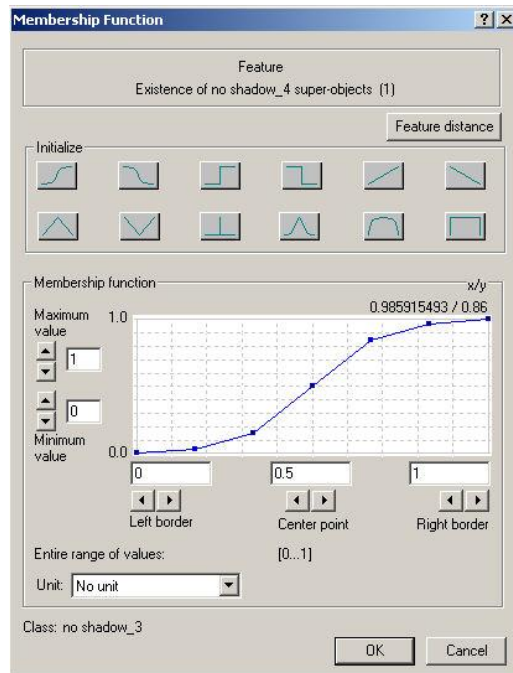 Membership Function
Feature
Existence of no shadow_4 super-objects (1)
Feature distance
Initialize
Membership function
x/y
0.985915493 / 0.86
Maximum value
1.0
1
0
Minimum value
0.0
0
0.5
1
Left border
Center point
Right border
Entire range of values:
[0...1]
Unit:
No unit
Class: no shadow_3
OK
Cancel